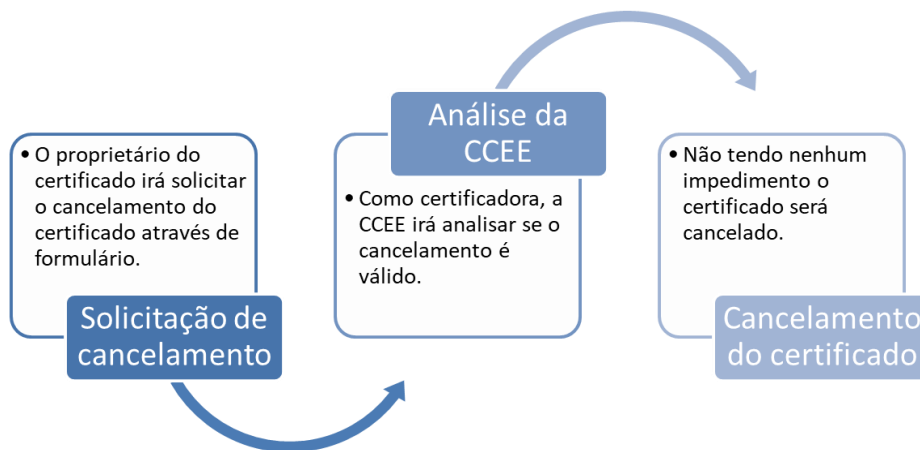 • O proprietário do
certificado irá solicitar
o cancelamento do
certificado através de
formulário.
Solicitação de
cancelamento
Análise da
CCEE
• Como certificadora, a
CCEE irá analisar se o
cancelamento é
válido.
• Não tendo nenhum
impedimento o
certificado será
cancelado.
Cancelamento
do certificado